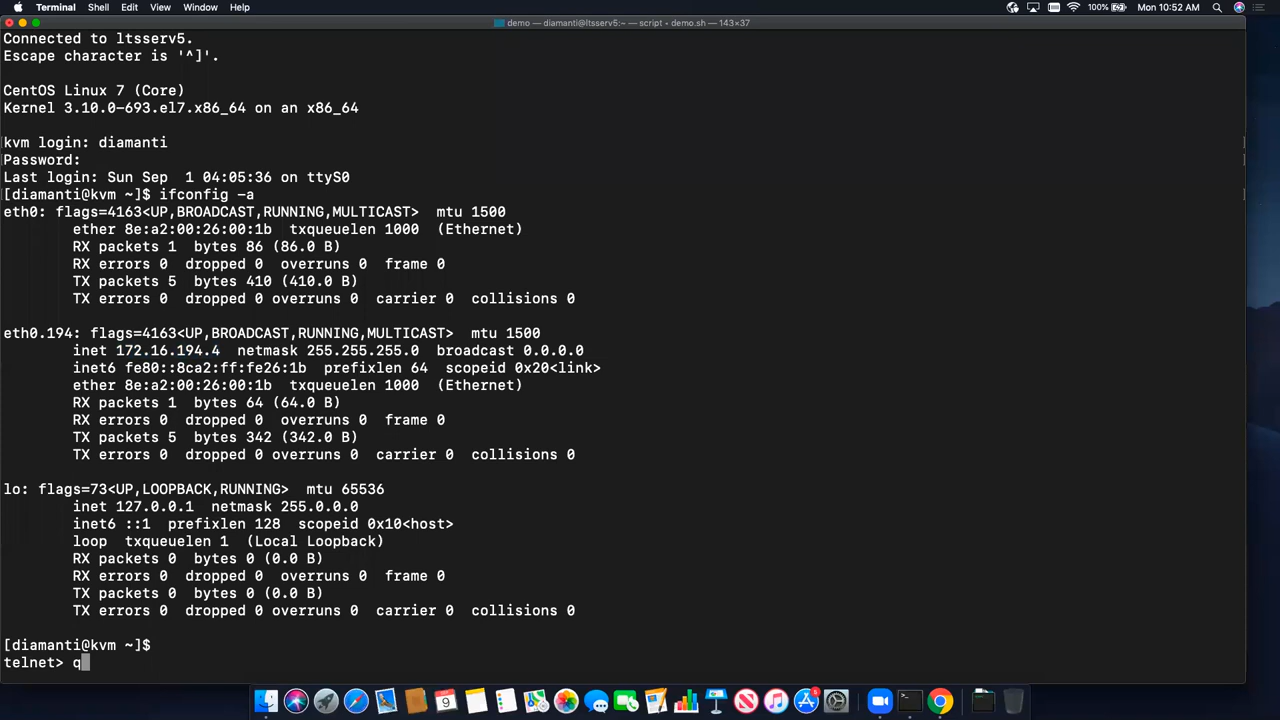 Terminal Shell Edit View Window Help 100% Mon 10:52 AM
demo — diamanti@ltsserv5:~ — script • demo.sh — 143×37
Connected to ltsserv5.
Escape character is '^]'.
CentOS Linux 7 (Core)
Kernel 3.10.0-693.el7.x86_64 on an x86_64
kvm login: diamanti
Password:
Last login: Sun Sep  1 04:05:36 on ttyS0
[diamanti@kvm ~]$ ifconfig -a
eth0: flags=4163<UP,BROADCAST,RUNNING,MULTICAST>  mtu 1500
ether 8e:a2:00:26:00:1b  txqueuelen 1000  (Ethernet)
RX packets 1  bytes 86 (86.0 B)
RX errors 0  dropped 0  overruns 0  frame 0
TX packets 5  bytes 410 (410.0 B)
TX errors 0  dropped 0 overruns 0  carrier 0  collisions 0
eth0.194: flags=4163<UP,BROADCAST,RUNNING,MULTICAST>  mtu 1500
inet 172.16.194.4  netmask 255.255.255.0  broadcast 0.0.0.0
inet6 fe80::8ca2:ff:fe26:1b  prefixlen 64  scopeid 0x20<link>
ether 8e:a2:00:26:00:1b  txqueuelen 1000  (Ethernet)
RX packets 1  bytes 64 (64.0 B)
RX errors 0  dropped 0  overruns 0  frame 0
TX packets 5  bytes 342 (342.0 B)
TX errors 0  dropped 0 overruns 0  carrier 0  collisions 0
lo: flags=73<UP,LOOPBACK,RUNNING>  mtu 65536
inet 127.0.0.1  netmask 255.0.0.0
inet6 ::1  prefixlen 128  scopeid 0x10<host>
loop  txqueuelen 1  (Local Loopback)
RX packets 0  bytes 0 (0.0 B)
RX errors 0  dropped 0  overruns 0  frame 0
TX packets 0  bytes 0 (0.0 B)
TX errors 0  dropped 0 overruns 0  carrier 0  collisions 0
[diamanti@kvm ~]$
telnet> q
9